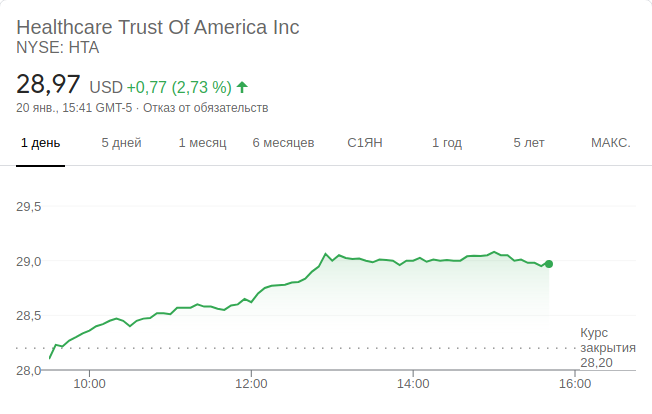 Healthcare Trust Of America Inc
NYSE: HTA
28,97 USD +0,77 (2,73 %)
20 янв., 15:41 GMT-5 · Отказ от обязательств
1 день 5 дней 1 месяц 6 месяцев С1ЯН 1 год 5 лет МАКС.
29,5
29,0
28,5
Курс
закрытия
28,20
28,0
10:00 12:00 14:00 16:00